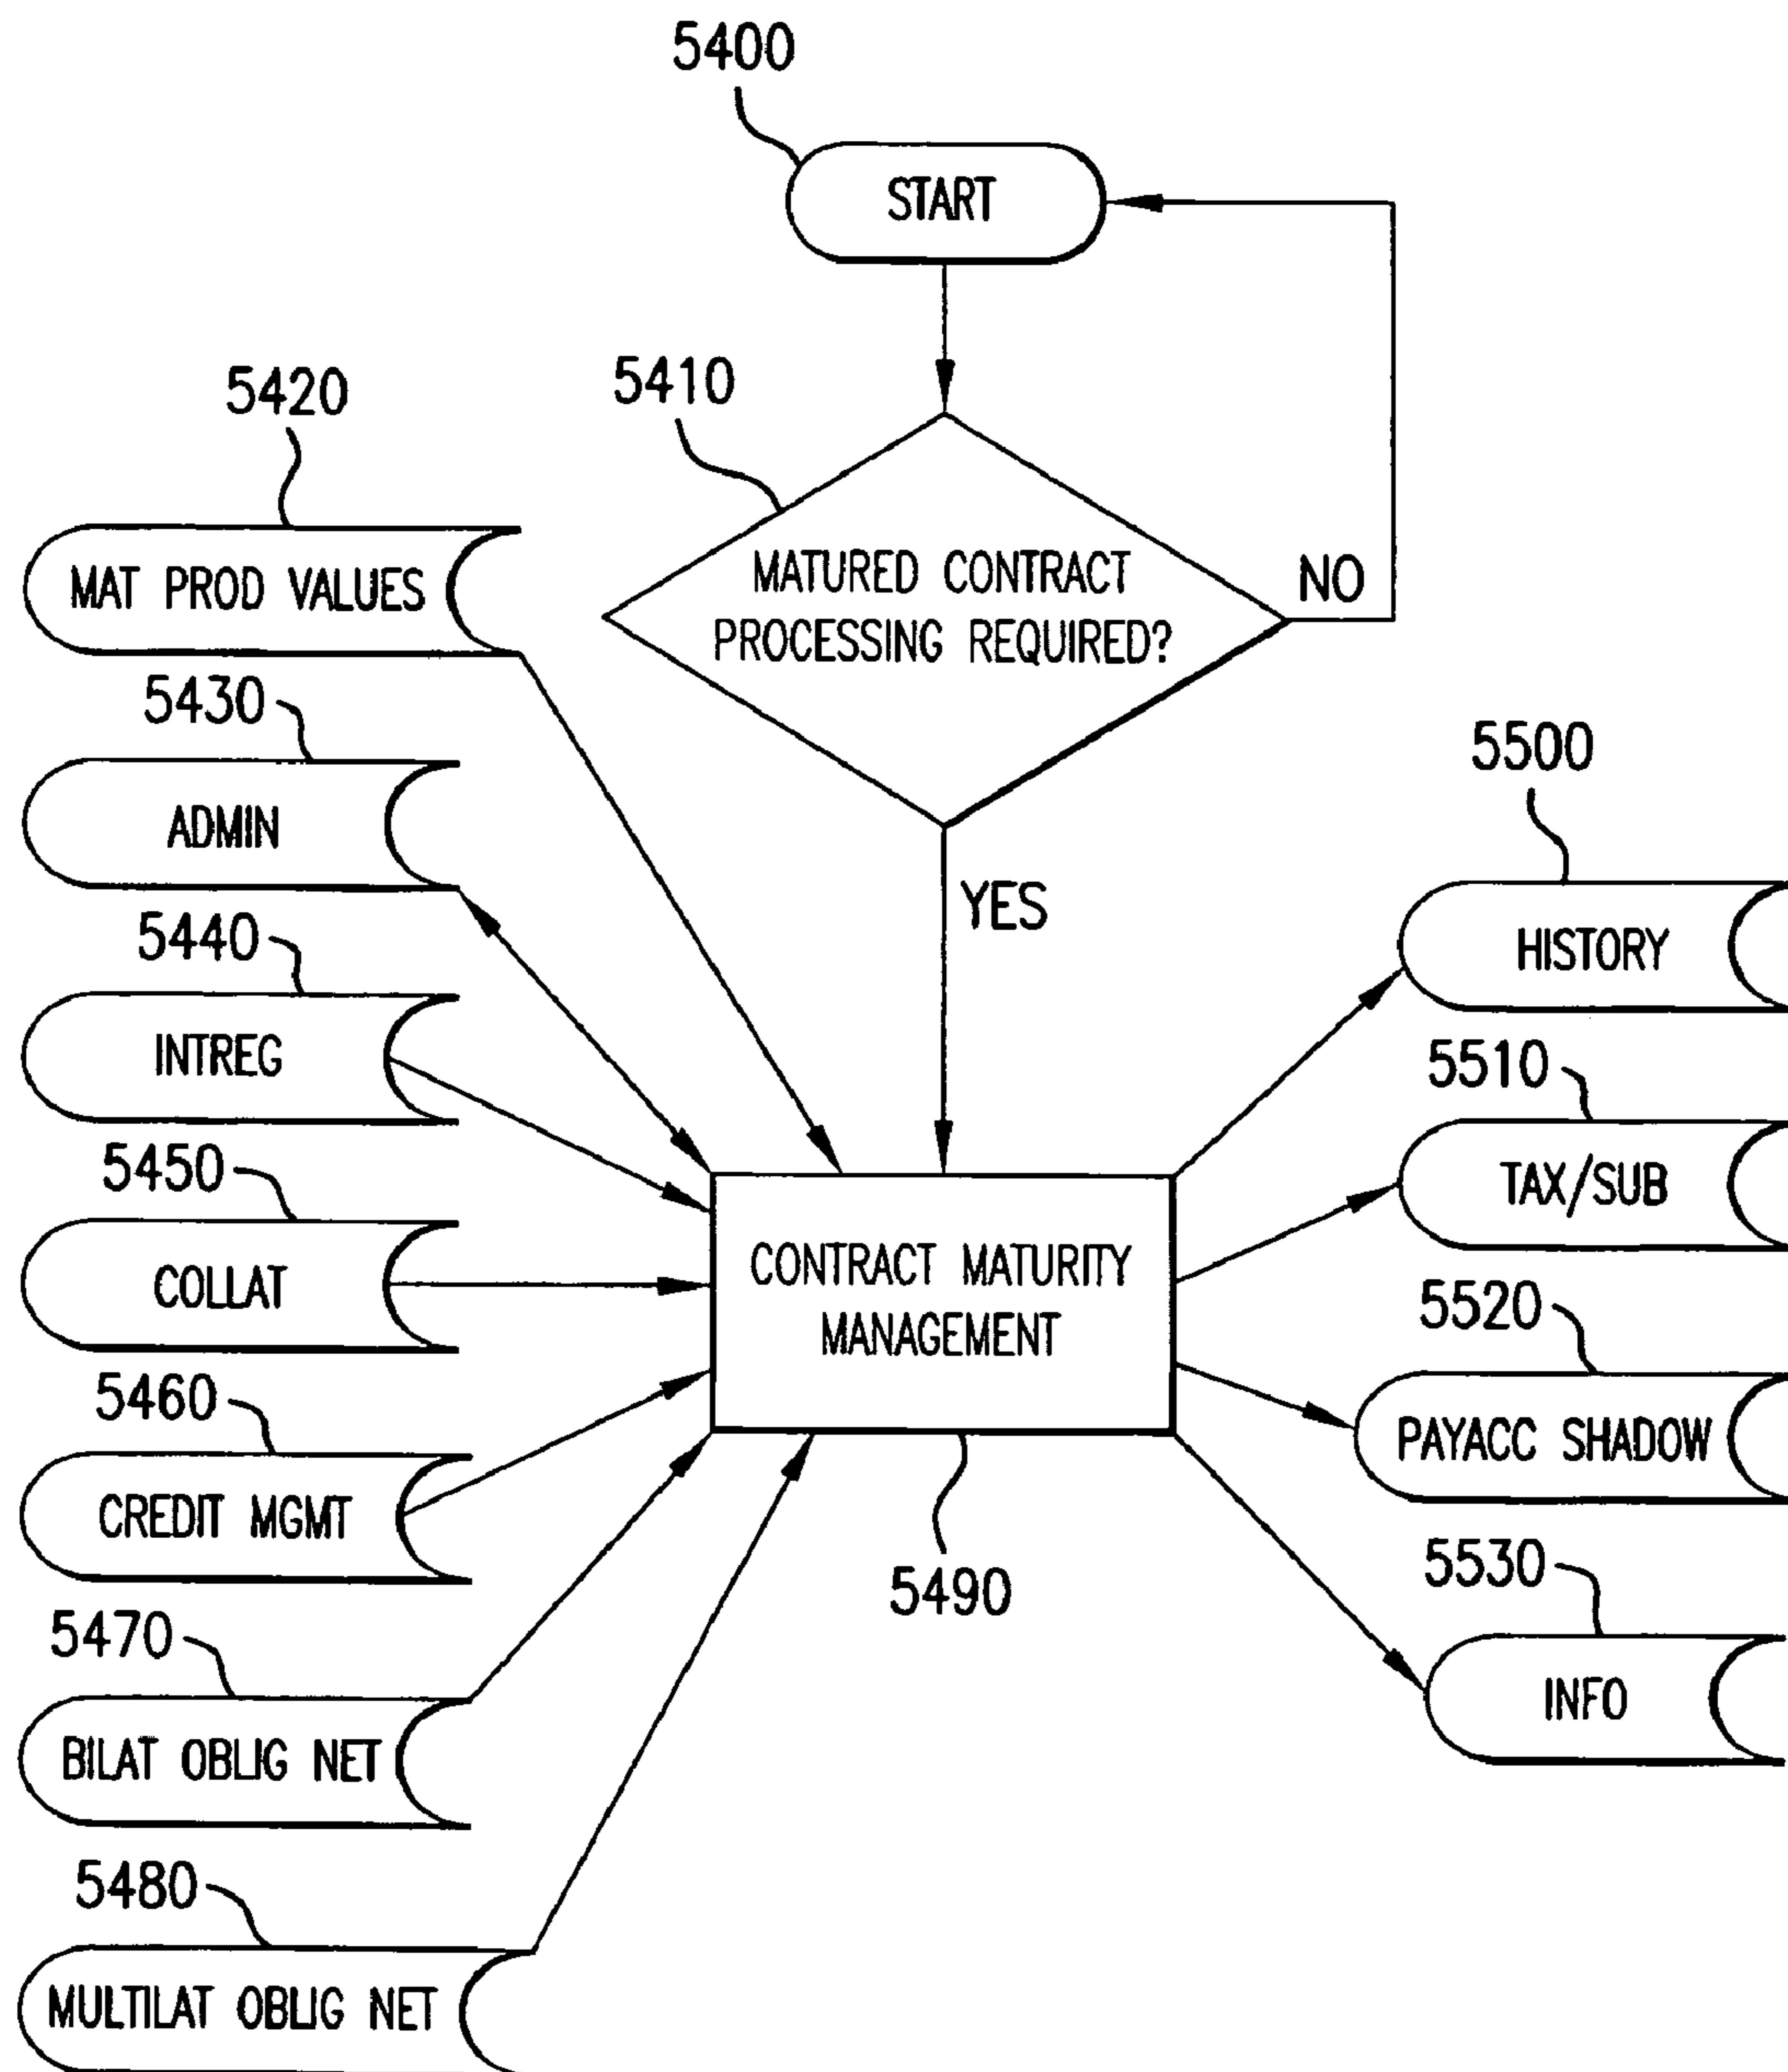 5400
START
5410
MATURED CONTRACT
PROCESSING REQUIRED?
NO
YES
5420
MAT PROD VALUES
5430
ADMIN
5440
INTREG
5450
COLLAT
5460
CREDIT MGMT
5470
BILAT OBLIG NET
5480
MULTILAT OBLIG NET
CONTRACT MATURITY
MANAGEMENT
5490
5500
HISTORY
5510
TAX/SUB
5520
PAYACC SHADOW
5530
INFO